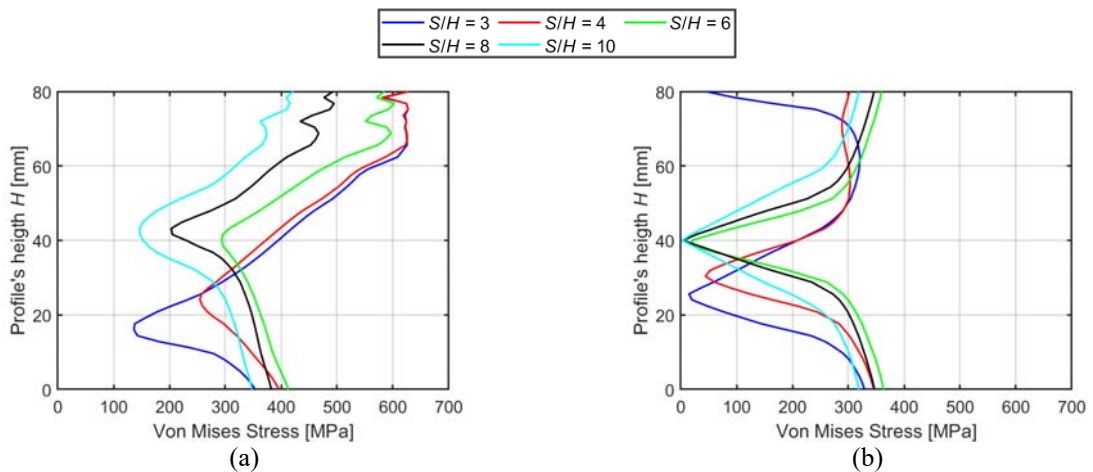 S/H = 3 S/H = 4 S/H = 6
S/H = 8 S/H = 10
80
60
40
20
0
Profile's heigth H [mm]
0 100 200 300 400 500 600 700
Von Mises Stress [MPa]
(a)
80
60
40
20
0
Profile's heigth H [mm]
0 100 200 300 400 500 600 700
Von Mises Stress [MPa]
(b)